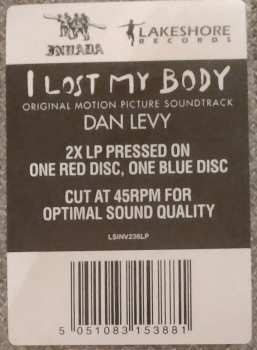 INVADA
LAKESHORE
RECORDS
I LOST MY BODY
ORIGINAL MOTION PICTURE SOUNDTRACK
DAN LEVY
2X LP PRESSED ON
ONE RED DISC, ONE BLUE DISC
CUT AT 45RPM FOR
OPTIMAL SOUND QUALITY
LSINV236LP
5 051083 153881